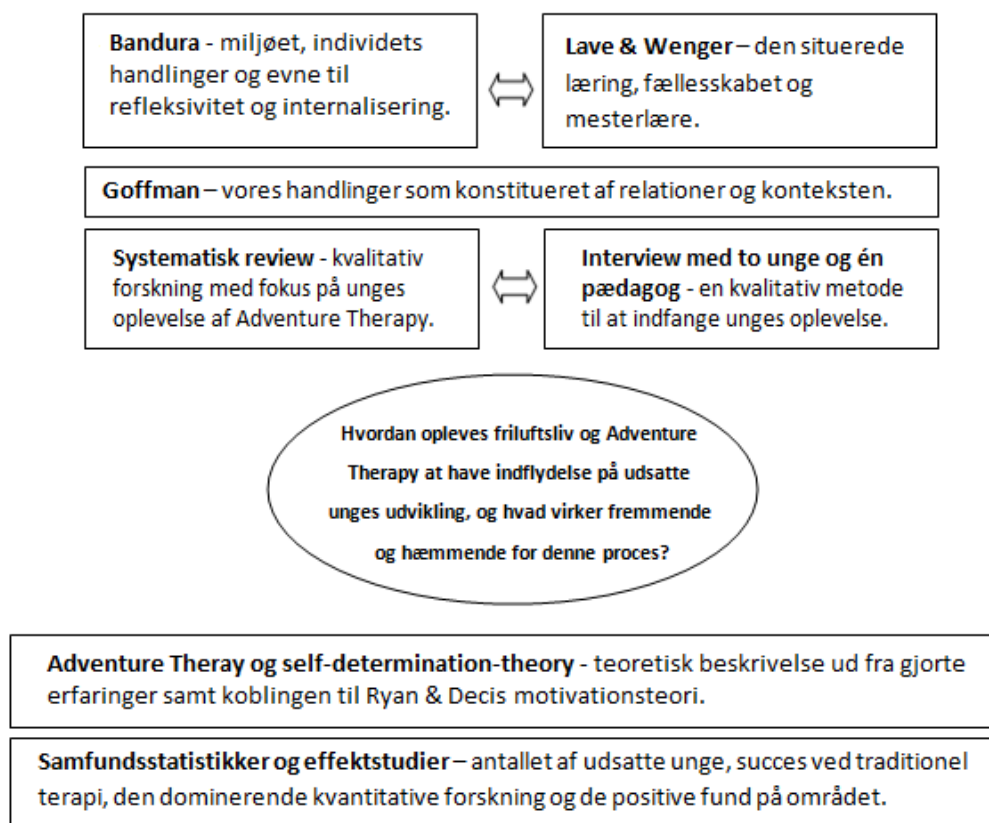 Bandura - miljøet, individets
handlinger og evne til
refleksivitet og internalisering.
Lave & Wenger – den situerede
læring, fællesskabet og
mesterlære.
Goffman – vores handlinger som konstitueret af relationer og konteksten.
Systematisk review - kvalitativ
forskning med fokus på unges
oplevelse af Adventure Therapy.
Interview med to unge og én
pædagog - en kvalitativ metode
til at indfange unges oplevelse.
Hvordan opleves friluftsliv og Adventure
Therapy at have indflydelse på udsatte
unges udvikling, og hvad virker fremmende
og hæmmende for denne proces?
Adventure Theray og self-determination-theory - teoretisk beskrivelse ud fra gjorte
erfaringer samt koblingen til Ryan & Decis motivationsteori.
Samfundsstatistikker og effektstudier – antallet af udsatte unge, succes ved traditionel
terapi, den dominerende kvantitative forskning og de positive fund på området.